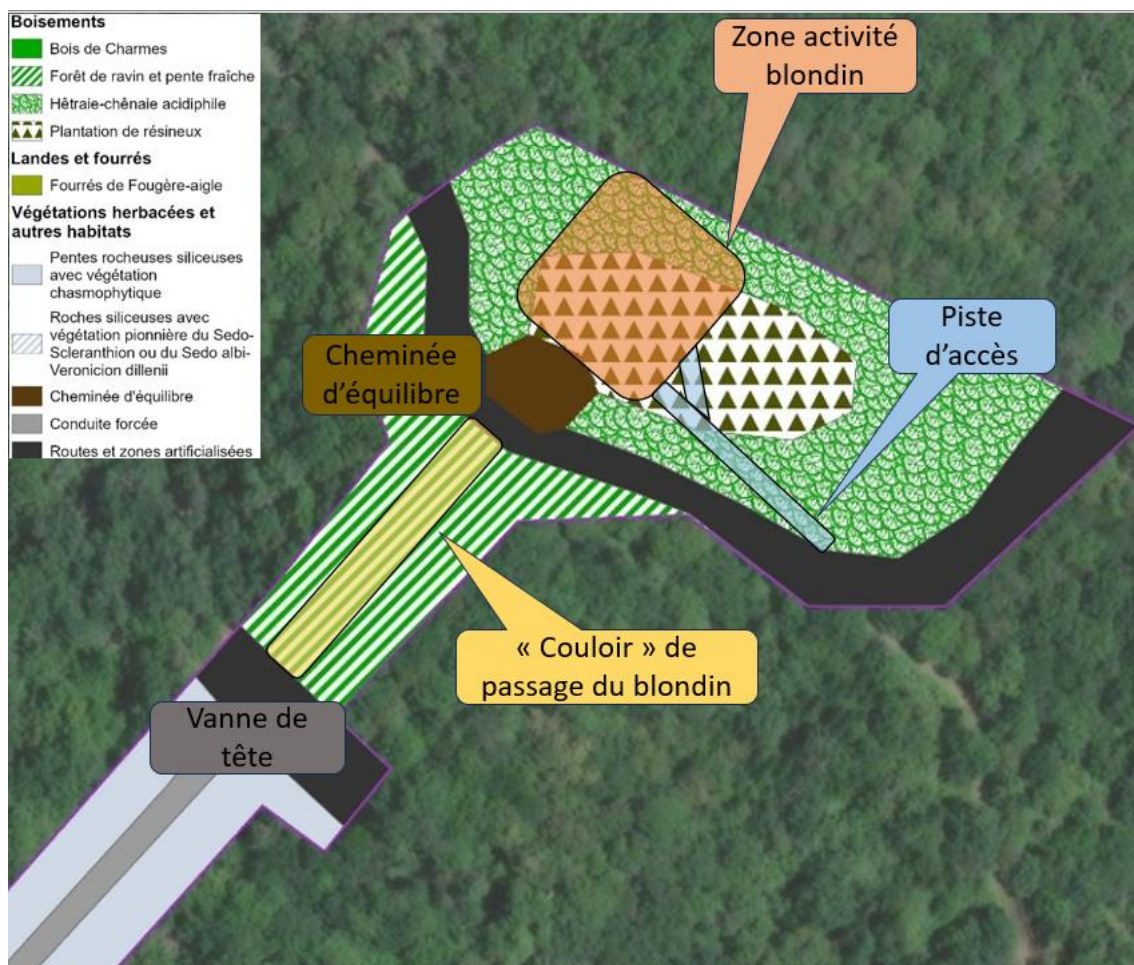 Boisements
Bois de Charmes
Forêt de ravin et pente fraîche
Hêtraie-chênaie acidiphile
Plantation de résineux
Landes et fourrés
Fourrés de Fougère-aigle
Végétations herbacées et
autres habitats
Pentes rocheuses siliceuses
avec végétation
chasmophytique
Roches siliceuses avec
végétation pionnière du Sedo-
Scleranthion ou du Sedo albi-
Veronicion dillenii
Cheminée d'équilibre
Conduite forcée
Routes et zones artificialisées
Zone activité
blondin
Piste
d'accès
Cheminée
d'équilibre
« Couloir » de
passage du blondin
Vanne de
tête